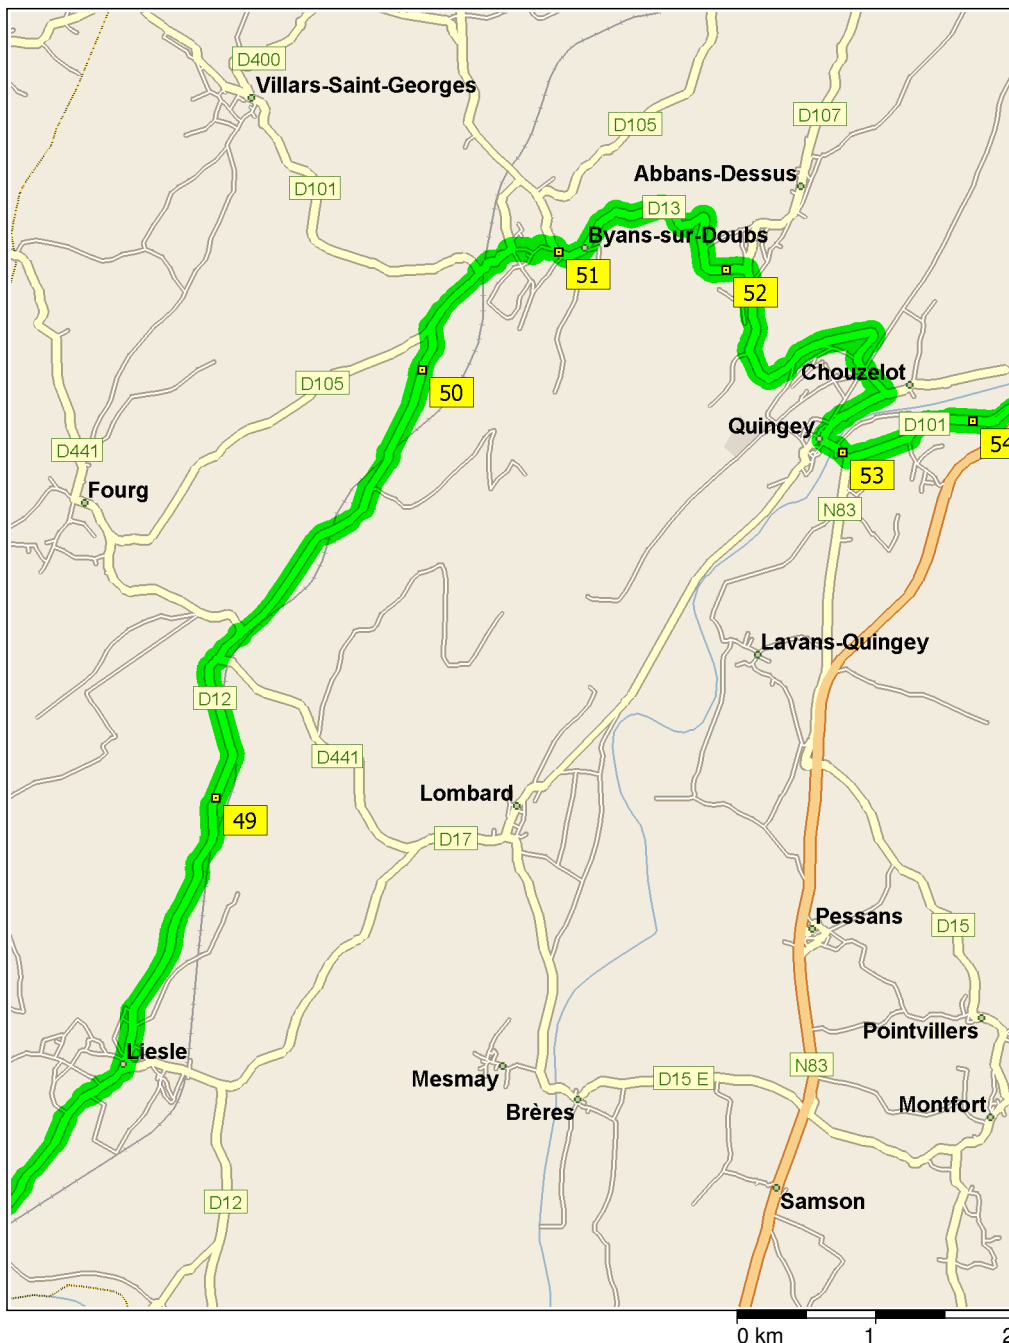 D400
Villars-Saint-Georges
D107
D105
Abbans-Dessus
D101
D13
Byans-sur-Doubs
51
52
Chouzelot
D105
50
Quingey
D101
54
D441
53
Fourg
N83
Lavans-Quingey
D12
D441
Lombard
49
D17
Pessans
D15
Pointvillers
Liesle
Mesmay
D15 E
N83
Brères
Montfort
D12
Samson
0 km 1 2